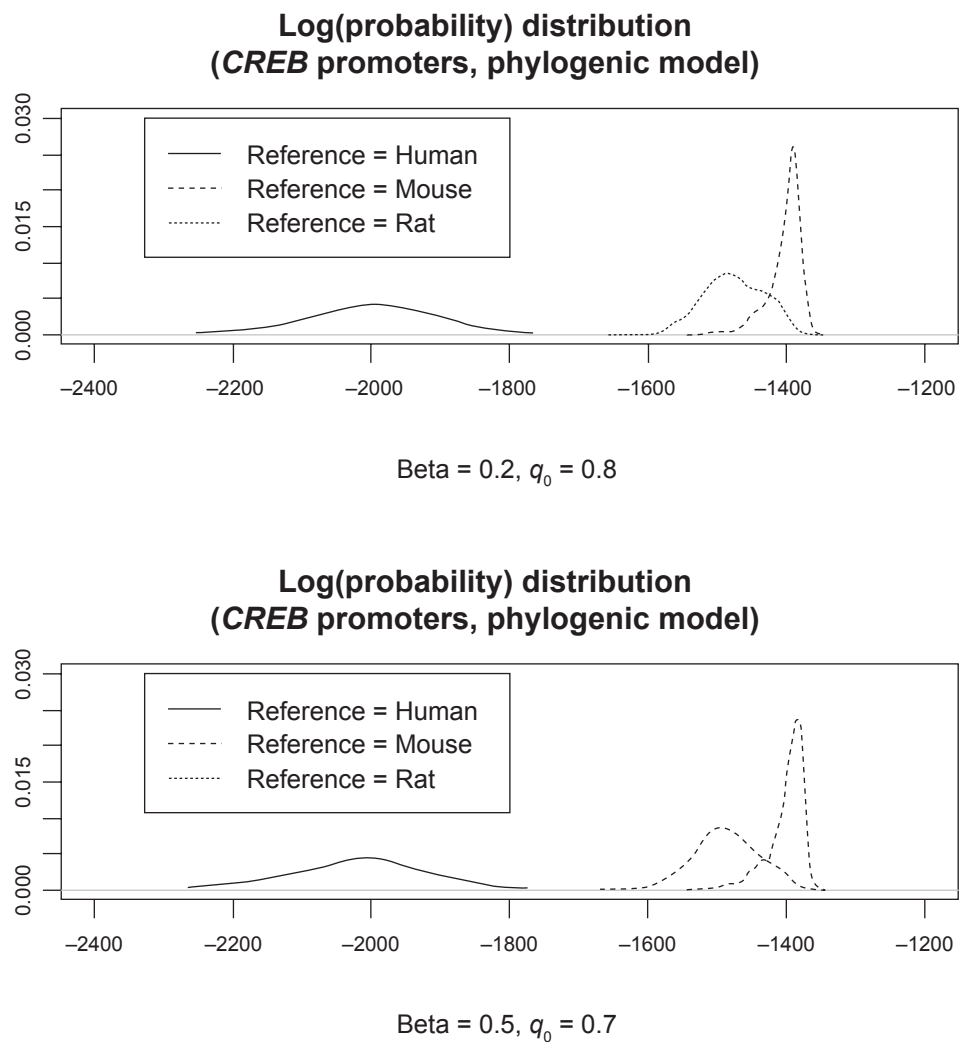 Log(probability) distribution
(CREB promoters, phylogenic model)
0.030
0.015
0.000
Reference = Human
Reference = Mouse
Reference = Rat
–2400 –2200 –2000 –1800 –1600 –1400 –1150
Beta = 0.2, q0 = 0.8
Log(probability) distribution
(CREB promoters, phylogenic model)
0.030
0.015
0.000
Reference = Human
Reference = Mouse
Reference = Rat
–2400 –2200 –2000 –1800 –1600 –1400 –1200
Beta = 0.5, q0 = 0.7